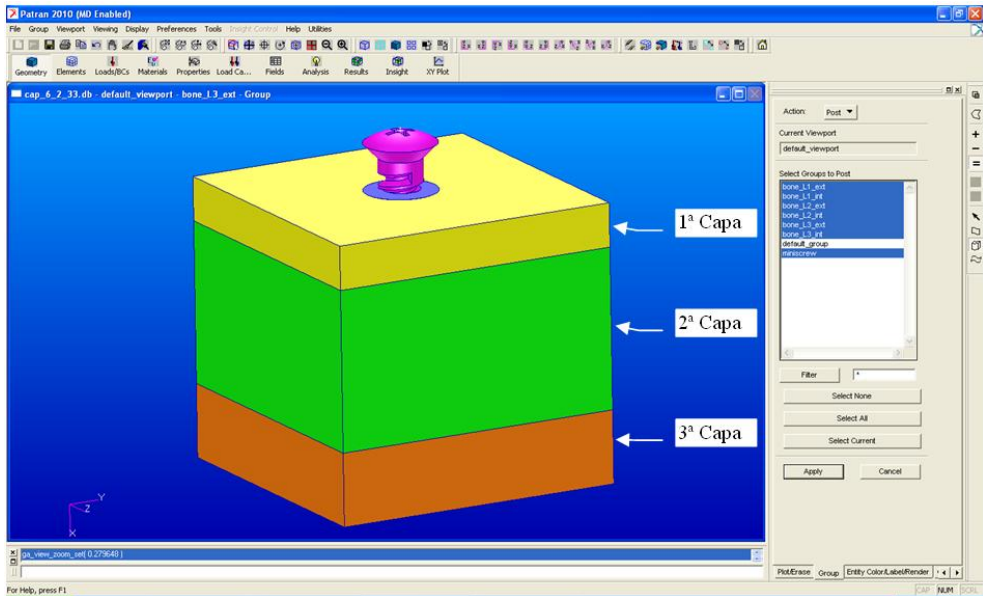 Patran 2010 (MD Enabled)
File Group Viewport Viewing Display Preferences Tools Insight Control Help Utilities
Geometry Elements Loads/BCs Materials Properties Load Ca... Fields Analysis Results Insight XY Plot
cap_6_2_33.db - default_viewport - bone_L3_ext - Group
1ª Capa
2ª Capa
3ª Capa
Y
Z
X
Action: Post
Current Viewport
default_viewport
Select Groups to Post
bone_L1_ext
bone_L1_int
bone_L2_ext
bone_L2_int
bone_L3_ext
bone_L3_int
default_group
miniscrew
Filter *
Select None
Select All
Select Current
Apply Cancel
Plot/Erase Group Entity Color/Label/Render
ga_view_zoom_set( 0.279648 )
For Help, press F1
CAP NUM SCRL